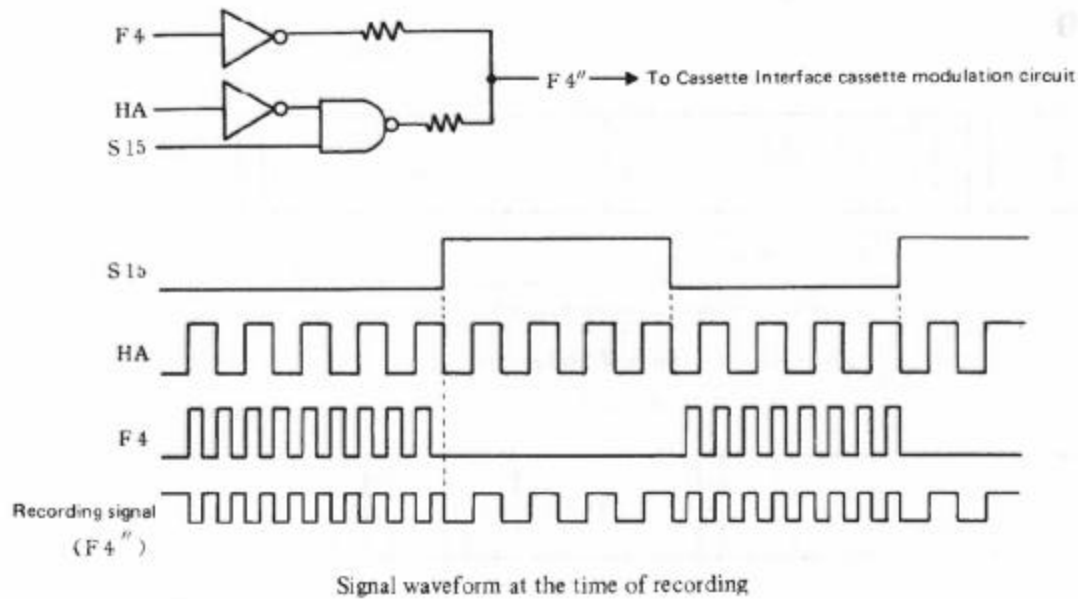 F4
F4″ To Cassette Interface cassette modulation circuit
HA
S15
S15
HA
F4
Recording signal
(F4″)
Signal waveform at the time of recording